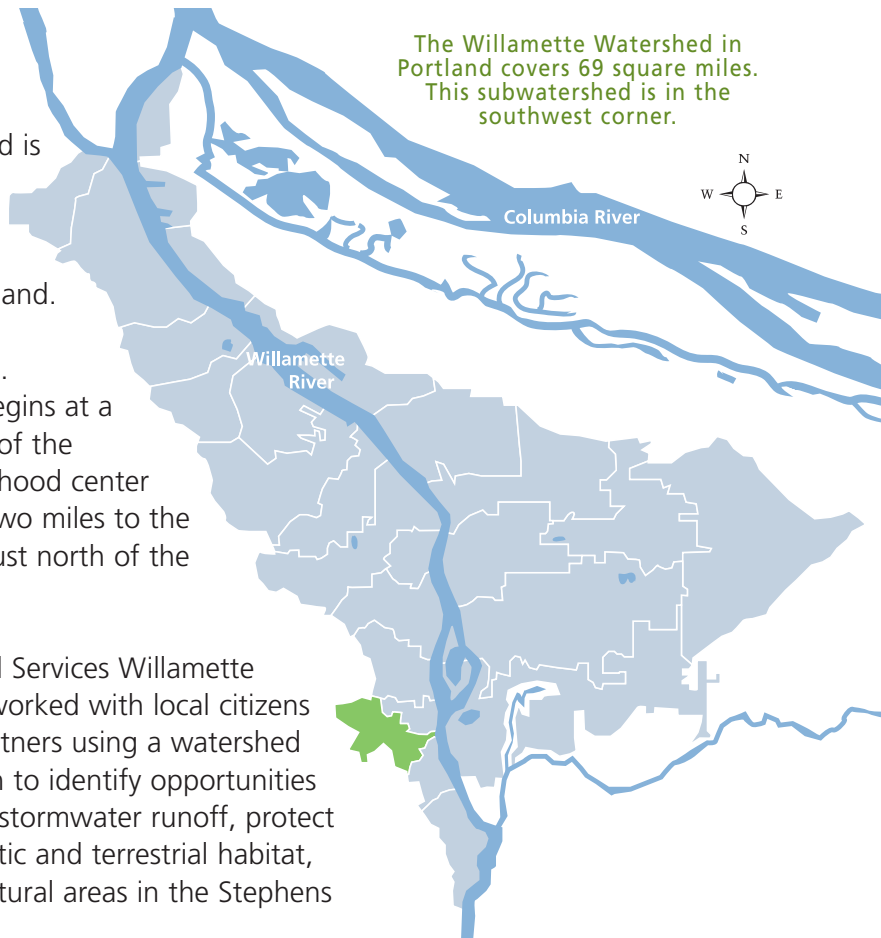 The Willamette Watershed in
Portland covers 69 square miles.
This subwatershed is in the
southwest corner.
d is
N
W E
S
Columbia River
and.
Willamette
River
.
egins at a
of the
hood center
wo miles to the
ust north of the
l Services Willamette
worked with local citizens
rtners using a watershed
n to identify opportunities
stormwater runoff, protect
tic and terrestrial habitat,
tural areas in the Stephens